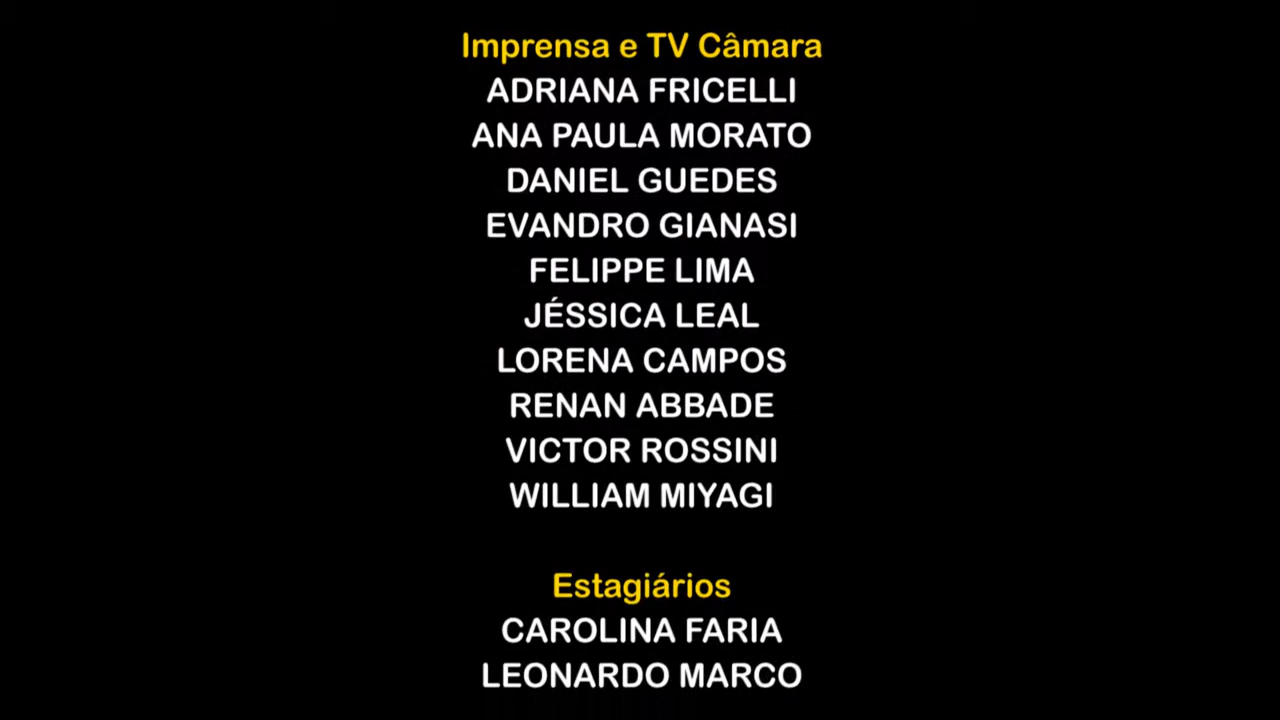 Imprensa e TV Câmara
ADRIANA FRICELLI
ANA PAULA MORATO
DANIEL GUEDES
EVANDRO GIANASI
FELIPPE LIMA
JÉSSICA LEAL
LORENA CAMPOS
RENAN ABBADE
VICTOR ROSSINI
WILLIAM MIYAGI
Estagiários
CAROLINA FARIA
LEONARDO MARCO